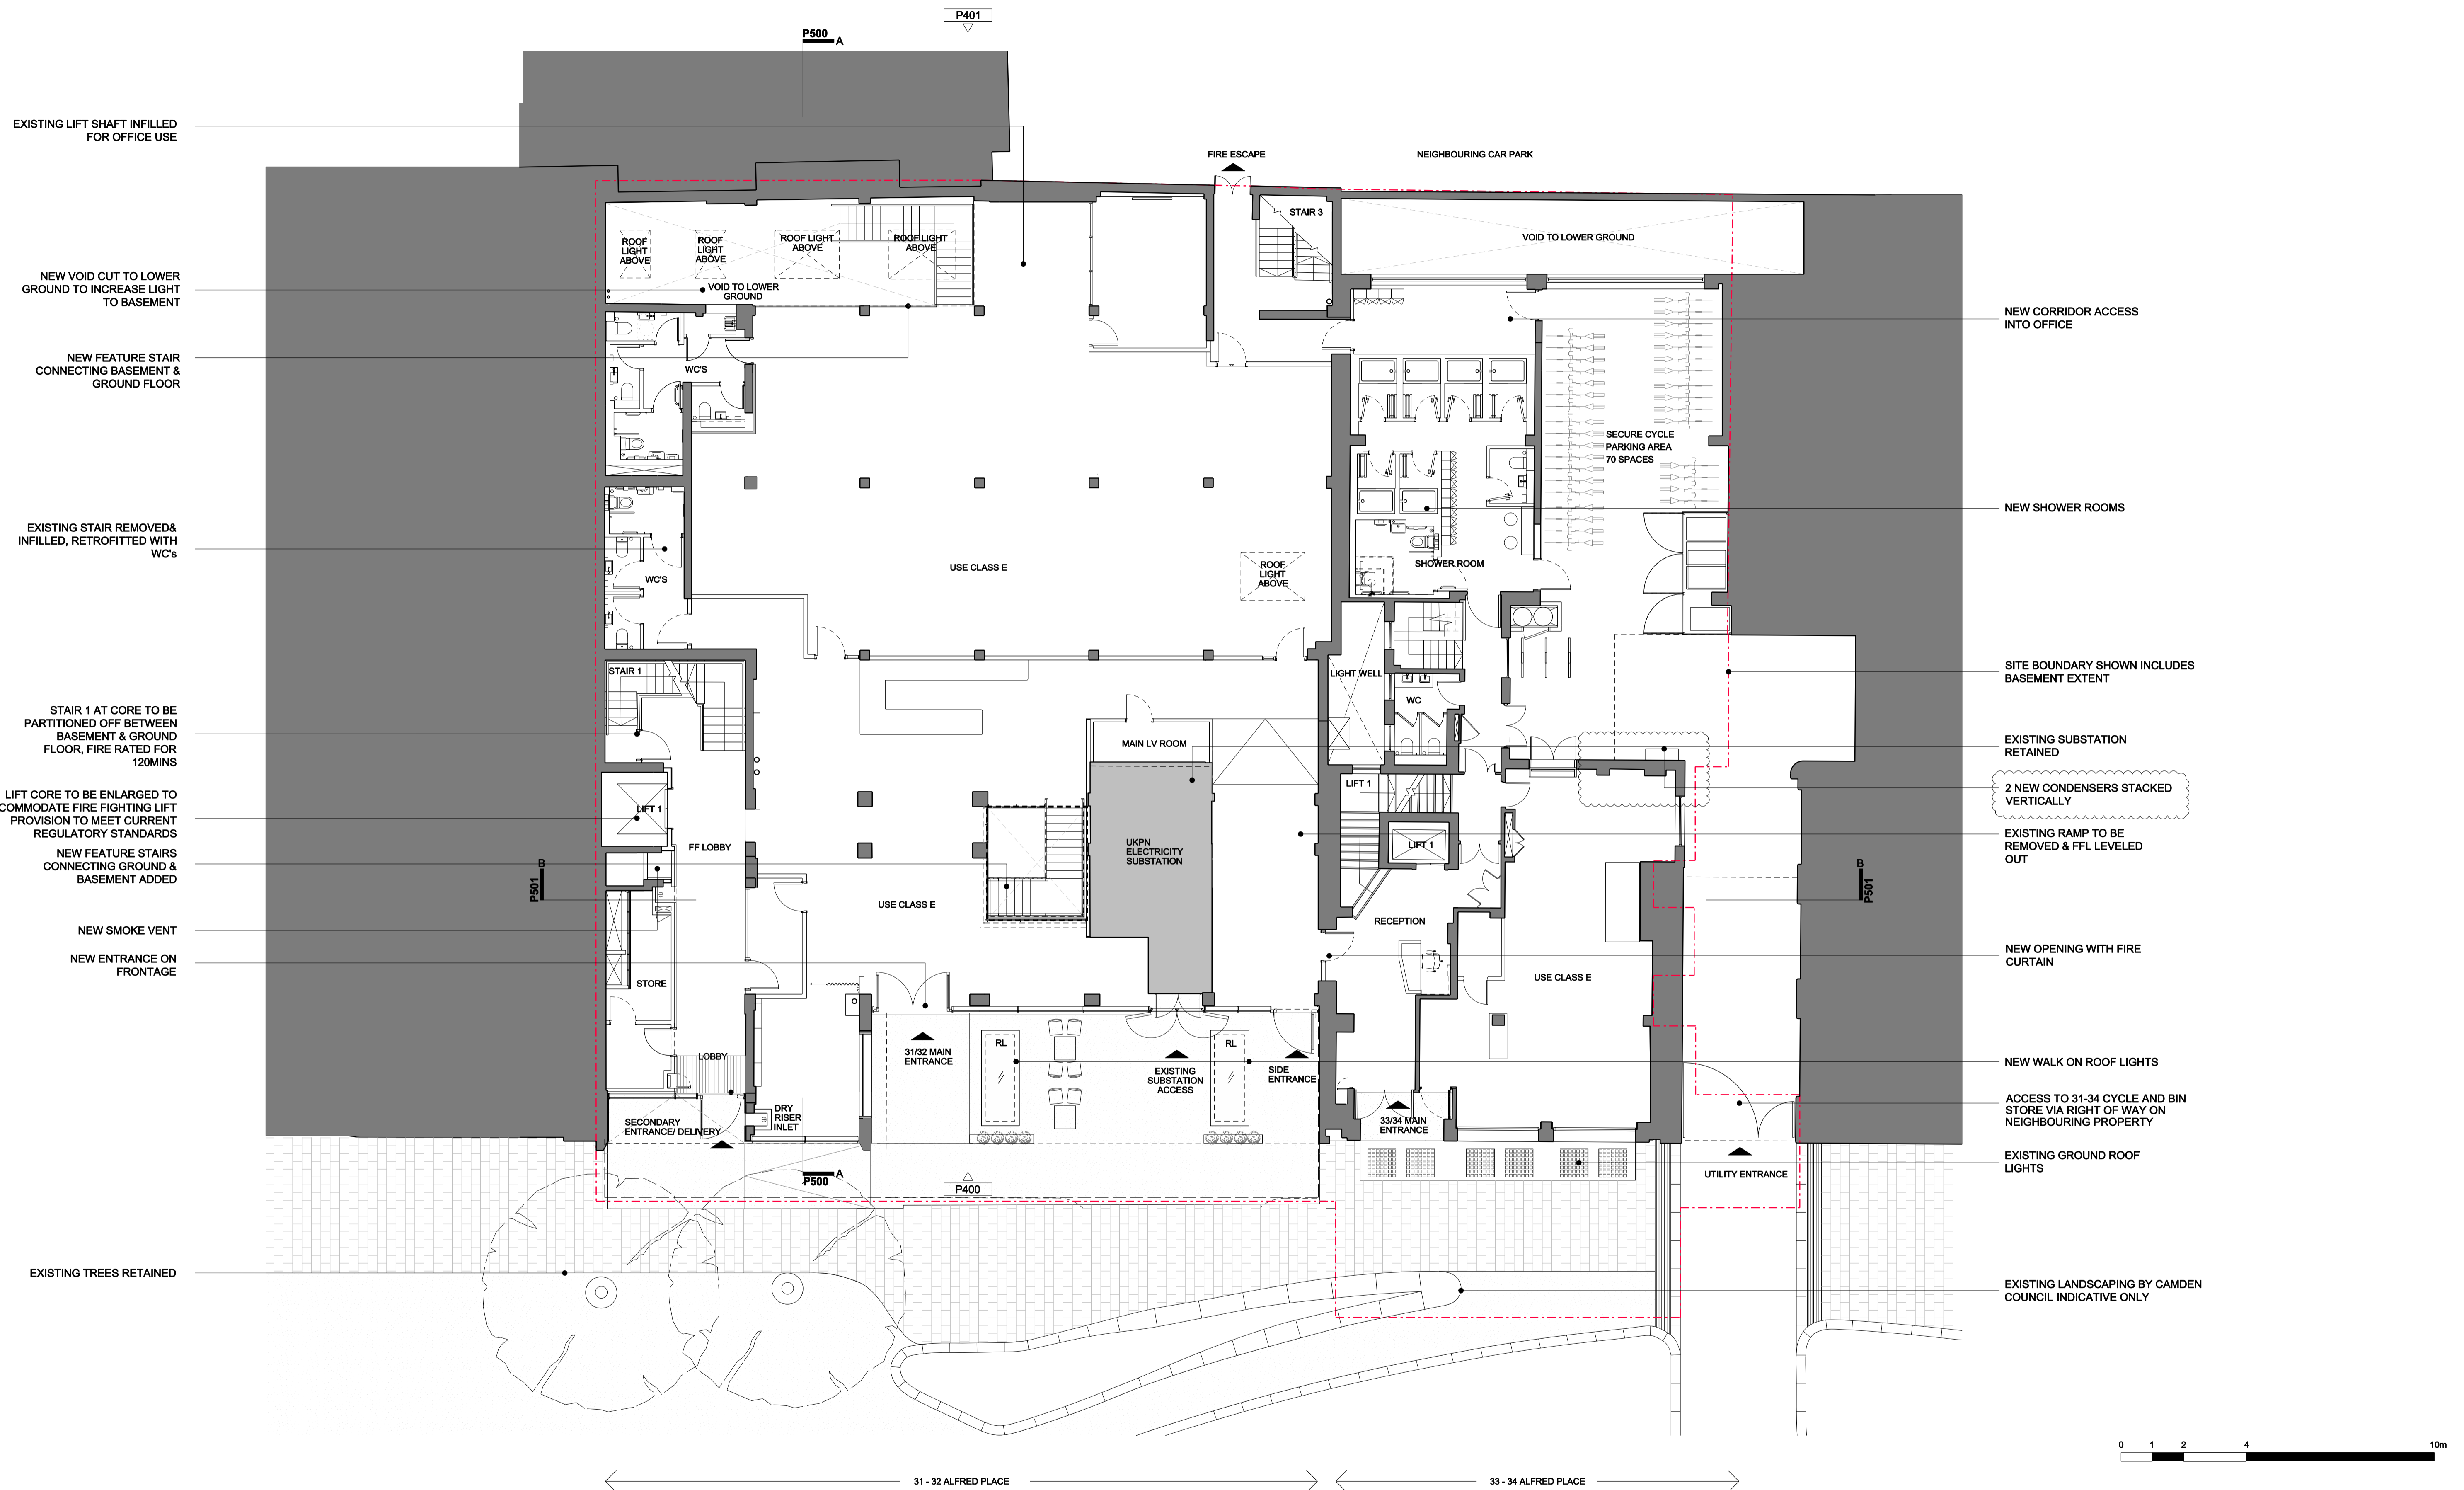 P401
P500
A
EXISTING LIFT SHAFT INFILLED
FOR OFFICE USE
FIRE ESCAPE
NEIGHBOURING CAR PARK
STAIR 3
ROOF
LIGHT
ABOVE
ROOF
LIGHT
ABOVE
ROOF LIGHT
ABOVE
ROOF LIGHT
ABOVE
VOID TO LOWER GROUND
NEW VOID CUT TO LOWER
GROUND TO INCREASE LIGHT
TO BASEMENT
VOID TO LOWER
GROUND
NEW CORRIDOR ACCESS
INTO OFFICE
NEW FEATURE STAIR
CONNECTING BASEMENT &
GROUND FLOOR
WC'S
SECURE CYCLE
PARKING AREA
70 SPACES
NEW SHOWER ROOMS
EXISTING STAIR REMOVED&
INFILLED, RETROFITTED WITH
WC's
WC'S
USE CLASS E
ROOF
LIGHT
ABOVE
SHOWER ROOM
STAIR 1
LIGHT WELL
SITE BOUNDARY SHOWN INCLUDES
BASEMENT EXTENT
WC
STAIR 1 AT CORE TO BE
PARTITIONED OFF BETWEEN
BASEMENT & GROUND
FLOOR, FIRE RATED FOR
120MINS
MAIN LV ROOM
EXISTING SUBSTATION
RETAINED
LIFT 1
2 NEW CONDENSERS STACKED
VERTICALLY
LIFT CORE TO BE ENLARGED TO
COMMODATE FIRE FIGHTING LIFT
PROVISION TO MEET CURRENT
REGULATORY STANDARDS
LIFT 1
FF LOBBY
UKPN
ELECTRICITY
SUBSTATION
LIFT 1
EXISTING RAMP TO BE
REMOVED & FFL LEVELED
OUT
NEW FEATURE STAIRS
CONNECTING GROUND &
BASEMENT ADDED
B
P501
B
P501
USE CLASS E
RECEPTION
NEW SMOKE VENT
NEW ENTRANCE ON
FRONTAGE
NEW OPENING WITH FIRE
CURTAIN
STORE
USE CLASS E
LOBBY
31/32 MAIN
ENTRANCE
RL
RL
EXISTING
SUBSTATION
ACCESS
SIDE
ENTRANCE
NEW WALK ON ROOF LIGHTS
SECONDARY
ENTRANCE/ DELIVERY
DRY
RISER
INLET
33/34 MAIN
ENTRANCE
ACCESS TO 31-34 CYCLE AND BIN
STORE VIA RIGHT OF WAY ON
NEIGHBOURING PROPERTY
EXISTING GROUND ROOF
LIGHTS
A
P500
P400
UTILITY ENTRANCE
EXISTING TREES RETAINED
EXISTING LANDSCAPING BY CAMDEN
COUNCIL INDICATIVE ONLY
0 1 2 4 10m
31 - 32 ALFRED PLACE
33 - 34 ALFRED PLACE